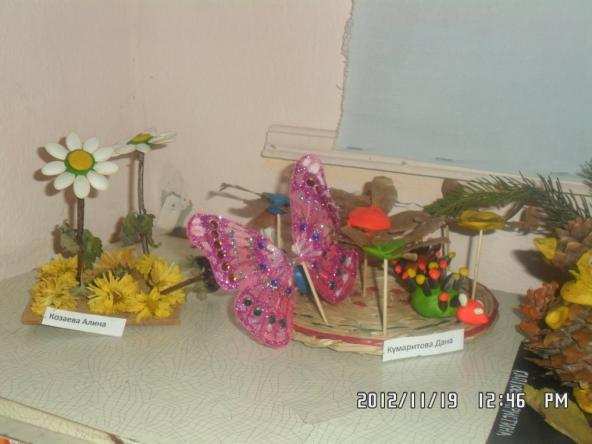 Козаева Алина
Кумаритова Дана
2012/11/19 12:46 PM